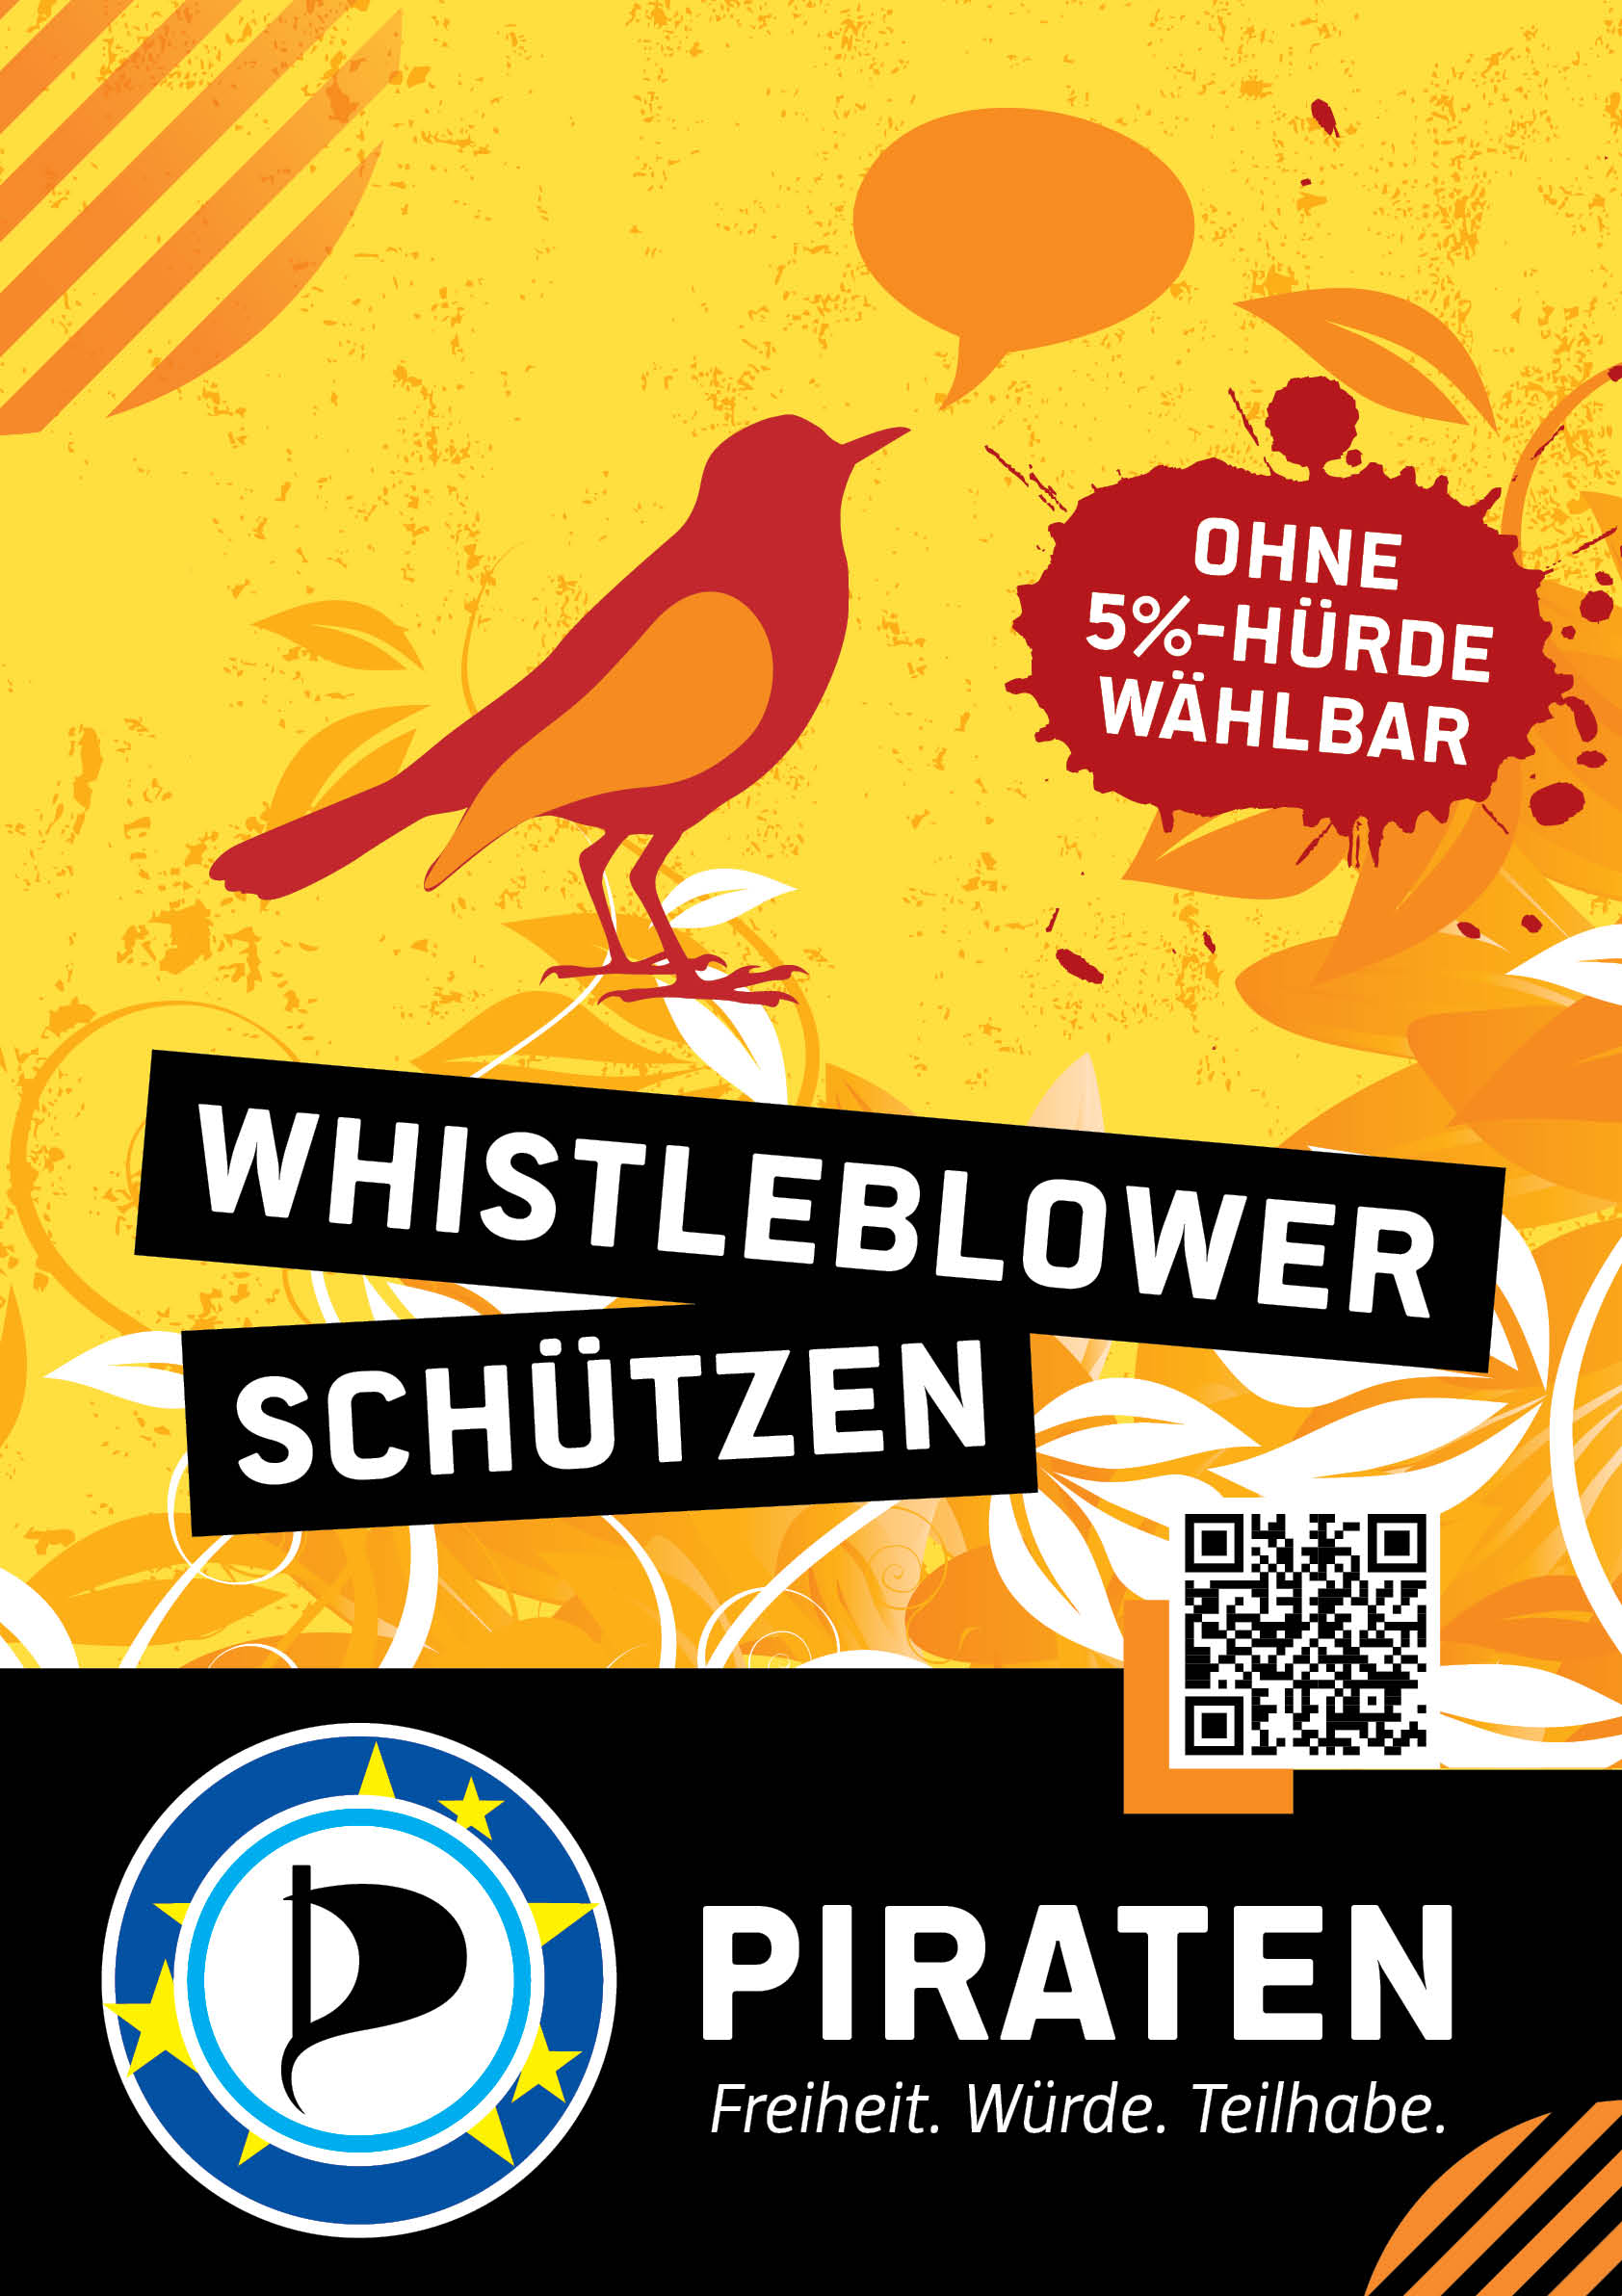 OHNE
5%-HÜRDE
WÄHLBAR
WHISTLEBLOWER
SCHÜTZEN
PIRATEN
Freiheit. Würde. Teilhabe.